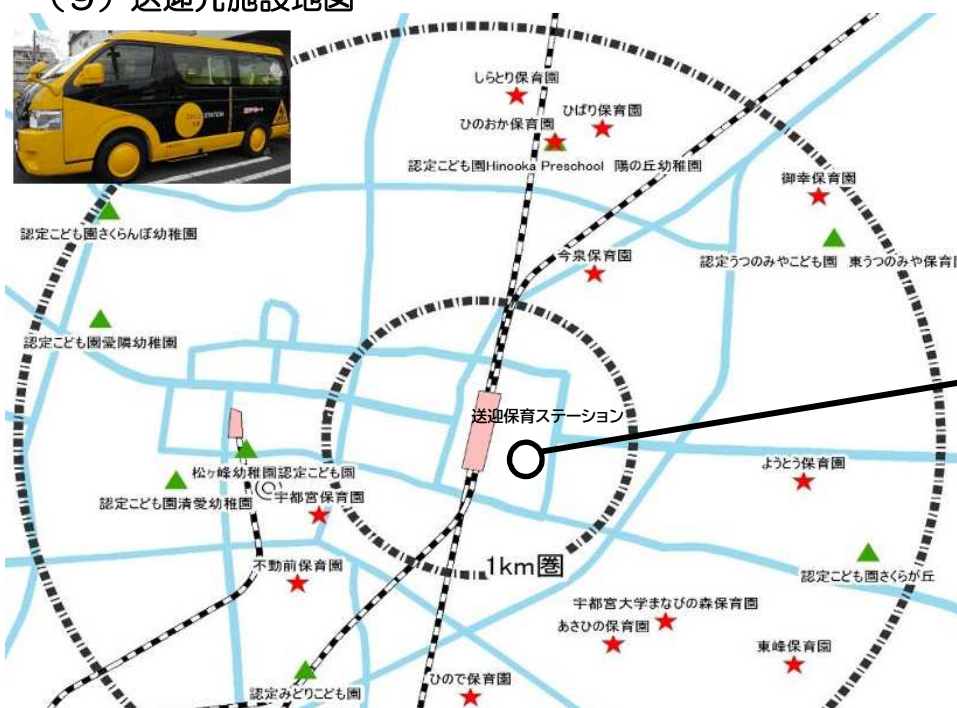 (9)送迎先施設地図
しらとり保育園
ひばり保育園
ひのおか保育園
認定こども園Hinooka Preschool 陽の丘幼稚園
御幸保育園
認定こども園さくらんぼ幼稚園
今泉保育園
認定うつのみやこども園 東うつのみや保育
認定こども園愛隣幼稚園
送迎保育ステーション
松ヶ峰幼稚園認定こども園
ようとう保育園
認定こども園清愛幼稚園
宇都宮保育園
不動前保育園
1km圏
認定こども園さくらが丘
宇都宮大学まなびの森保育園
あさひの保育園
東峰保育園
ひので保育園
認定みどりこども園